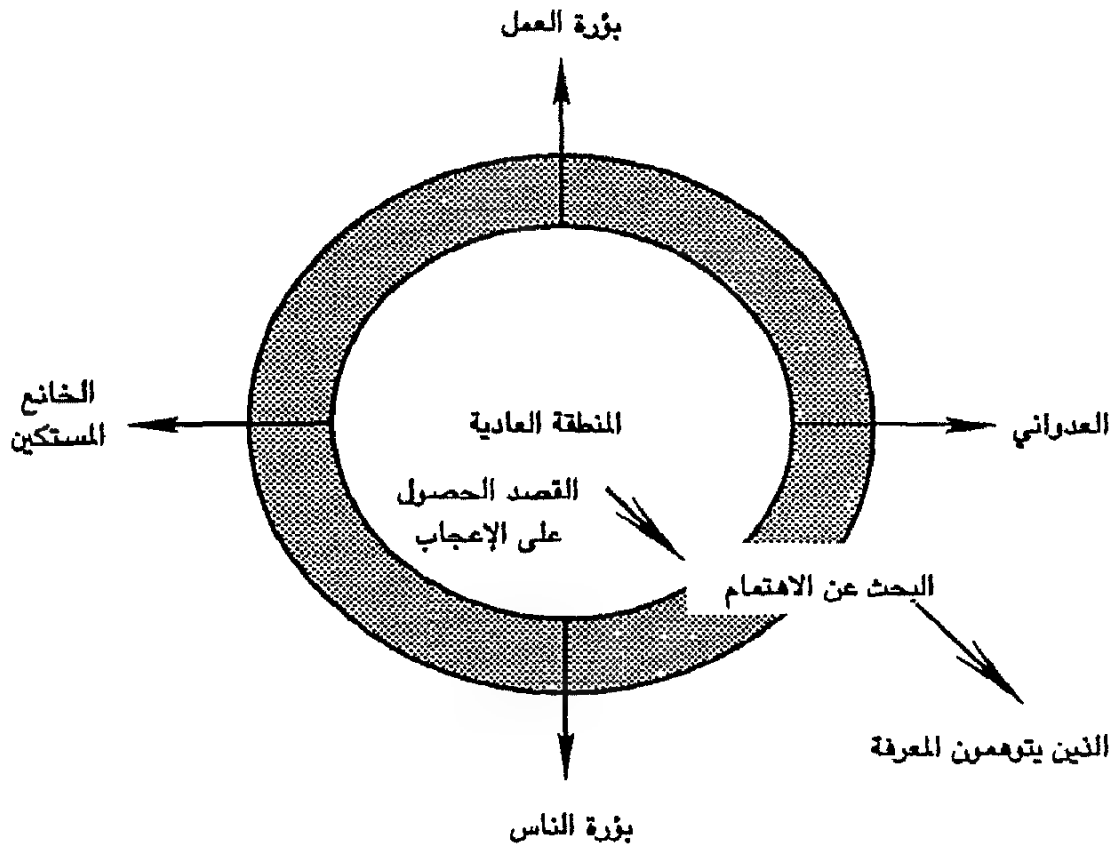 بؤرة العمل
الخانع
المستكين
المنطقة العادية
العدواني
القصد الحصول
على الإعجاب
البحث عن الاهتمام
الذين يتوهمون المعرفة
بؤرة الناس